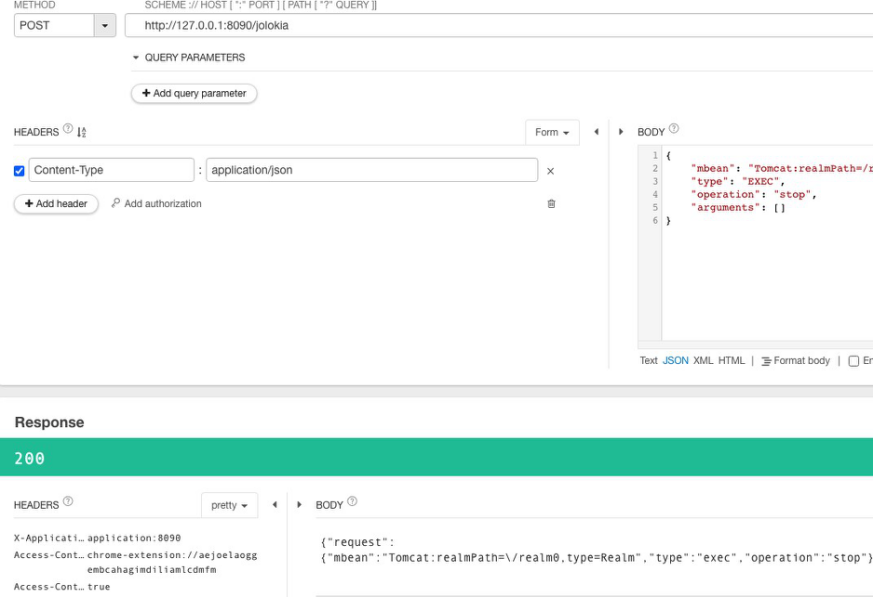 METHOD
SCHEME :// HOST [ ":" PORT ] [ PATH [ "?" QUERY ]]
POST
http://127.0.0.1:8090/jolokia
QUERY PARAMETERS
+ Add query parameter
HEADERS ?
Form
BODY ?
Content-Type : application/json ×
+ Add header
Add authorization
1 {
2 "mbean": "Tomcat:realmPath=/r
3 "type": "EXEC",
4 "operation": "stop",
5 "arguments": []
6 }
Text JSON XML HTML | Format body | En
Response
200
HEADERS ?
pretty
BODY ?
X-Applicati… application:8090
Access-Cont… chrome-extension://aejoelaogg
embcahagimdiliamlcdmfm
Access-Cont… true
{"request":
{"mbean":"Tomcat:realmPath=\/realm0,type=Realm","type":"exec","operation":"stop"}